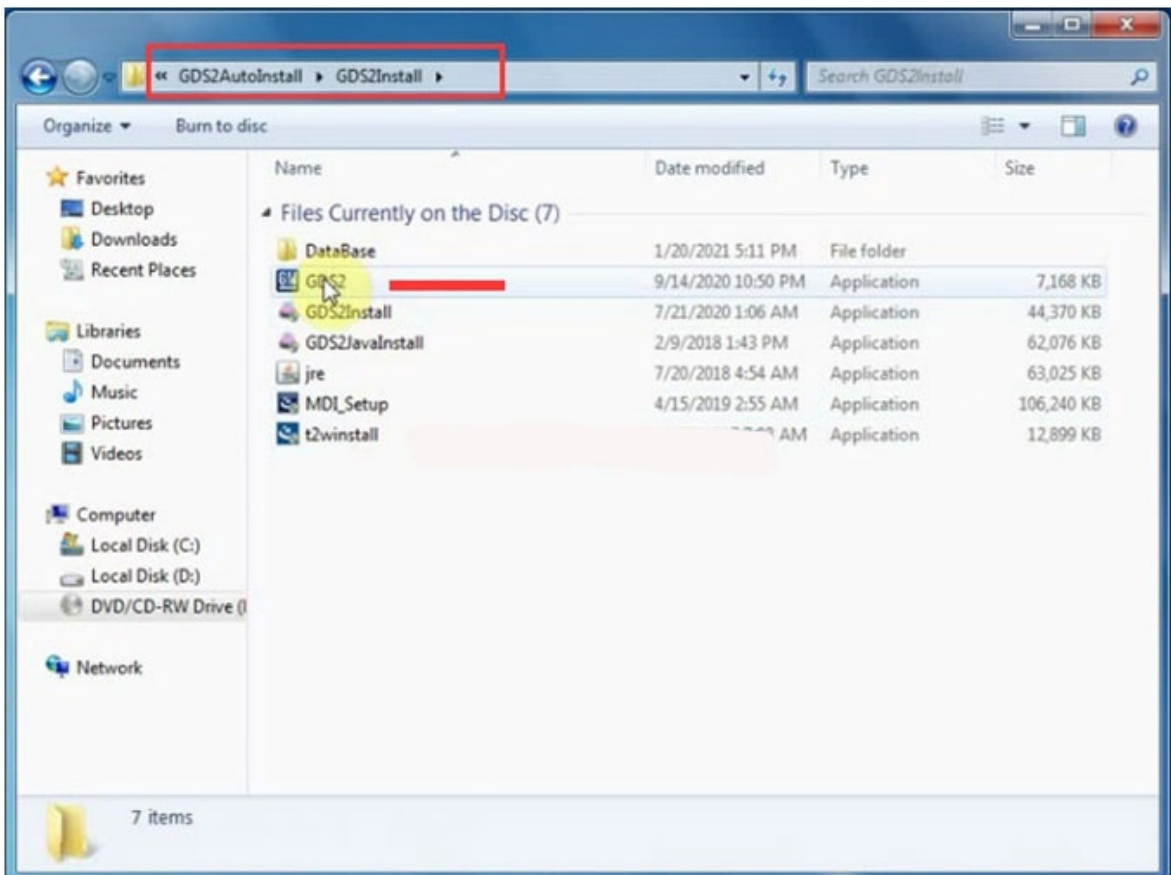 « GDS2AutoInstall ▸ GDS2Install ▸ Search GDS2Install
Organize ▾ Burn to disc
Name Date modified Type Size
Files Currently on the Disc (7)
DataBase 1/20/2021 5:11 PM File folder
GDS2 9/14/2020 10:50 PM Application 7,168 KB
GDS2Install 7/21/2020 1:06 AM Application 44,370 KB
GDS2JavaInstall 2/9/2018 1:43 PM Application 62,076 KB
jre 7/20/2018 4:54 AM Application 63,025 KB
MDI_Setup 4/15/2019 2:55 AM Application 106,240 KB
t2winstall AM Application 12,899 KB
Favorites
Desktop
Downloads
Recent Places
Libraries
Documents
Music
Pictures
Videos
Computer
Local Disk (C:)
Local Disk (D:)
DVD/CD-RW Drive
Network
7 items